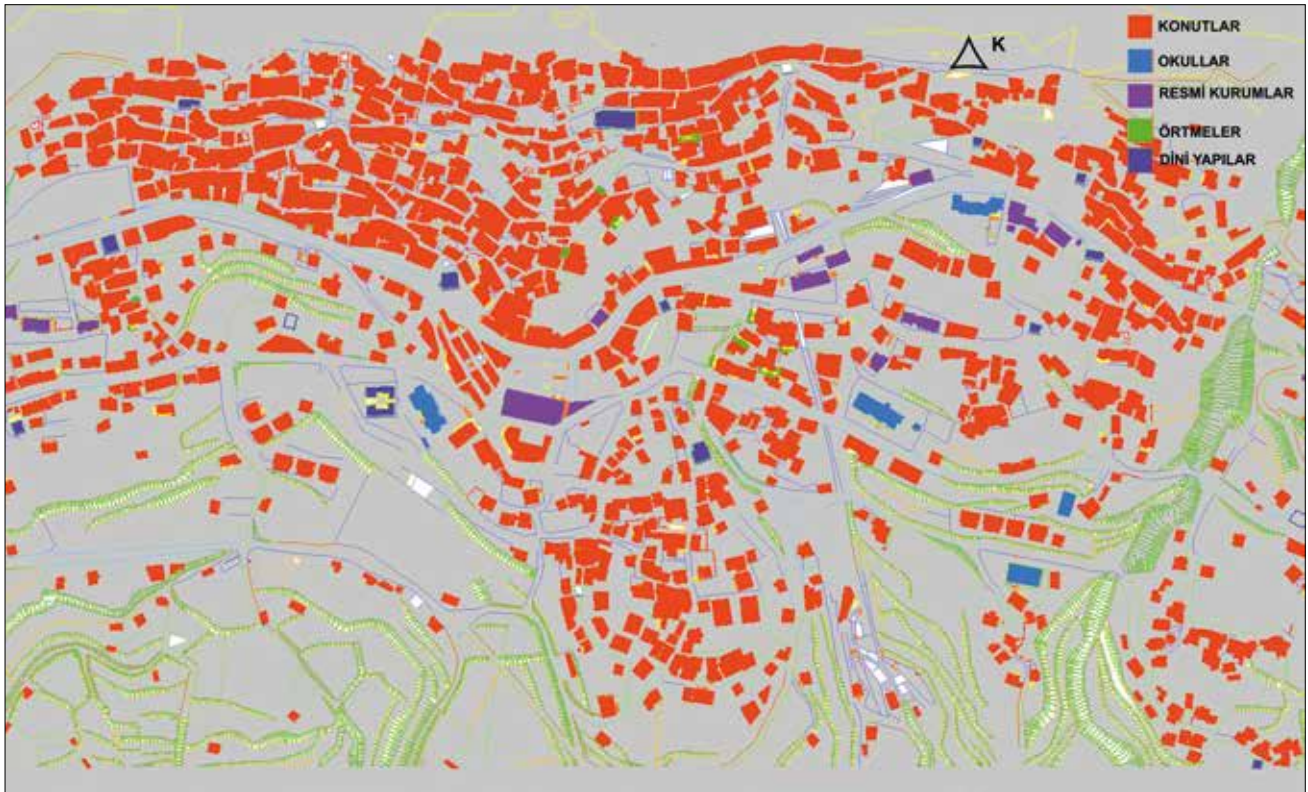 K
KONUTLAR
OKULLAR
RESMİ KURUMLAR
ÖRTMELER
DİNİ YAPILAR